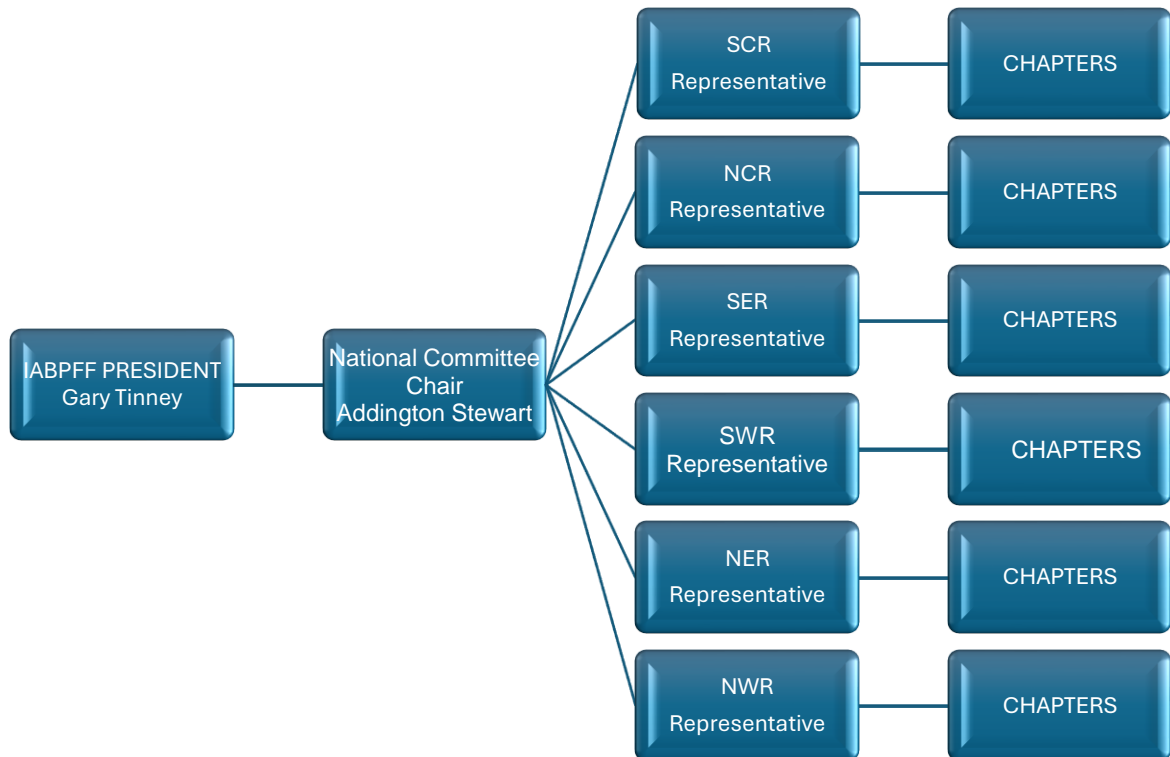 SCR
Representative
CHAPTERS
NCR
Representative
CHAPTERS
SER
Representative
CHAPTERS
IABPFF PRESIDENT
Gary Tinney
National Committee
Chair
Addington Stewart
SWR
Representative
CHAPTERS
NER
Representative
CHAPTERS
NWR
Representative
CHAPTERS